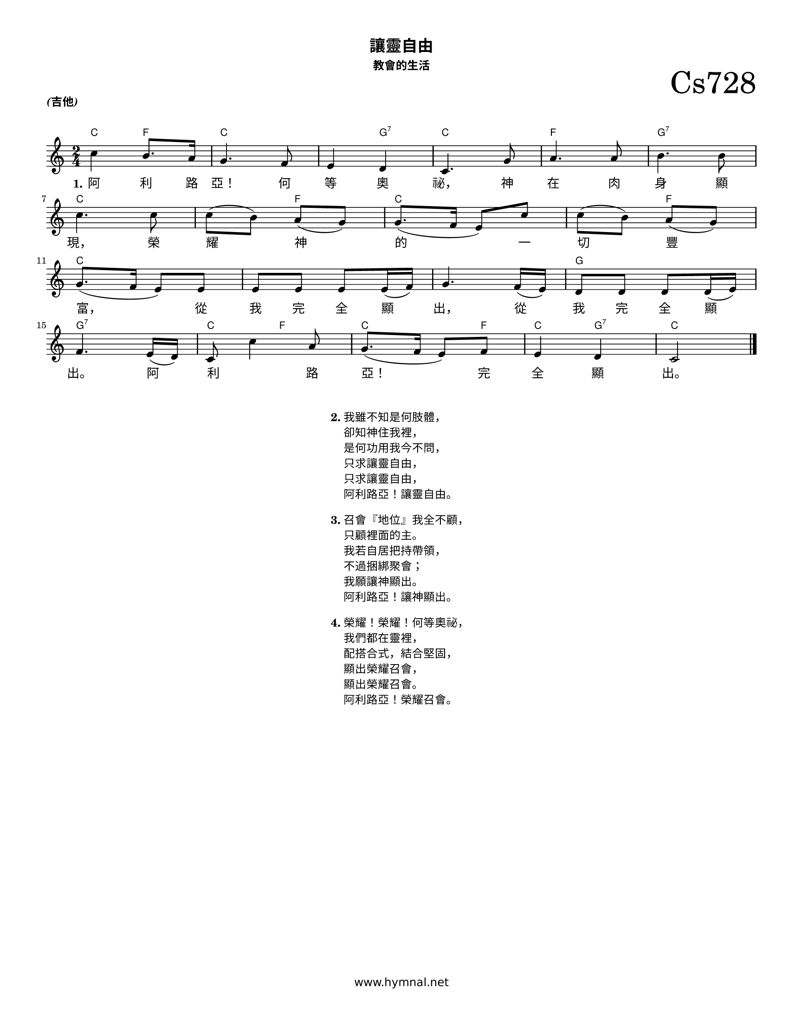 讓靈自由
教會的生活
Cs728
(吉他)
C F C G7 C F G7
1. 阿 利 路 亞！ 何 等 奧 祕， 神 在 肉 身 顯
7 C F C F
現， 榮 耀 神 的 一 切 豐
11 C G
富， 從 我 完 全 顯 出， 從 我 完 全 顯
15 G7 C F C F C G7 C
出。 阿 利 路 亞！ 完 全 顯 出。
2. 我雖不知是何肢體，
卻知神住我裡，
是何功用我今不問，
只求讓靈自由，
只求讓靈自由，
阿利路亞！讓靈自由。
3. 召會『地位』我全不顧，
只顧裡面的主。
我若自居把持帶領，
不過捆綁聚會；
我願讓神顯出。
阿利路亞！讓神顯出。
4. 榮耀！榮耀！何等奧祕，
我們都在靈裡，
配搭合式，結合堅固，
顯出榮耀召會，
顯出榮耀召會。
阿利路亞！榮耀召會。
www.hymnal.net